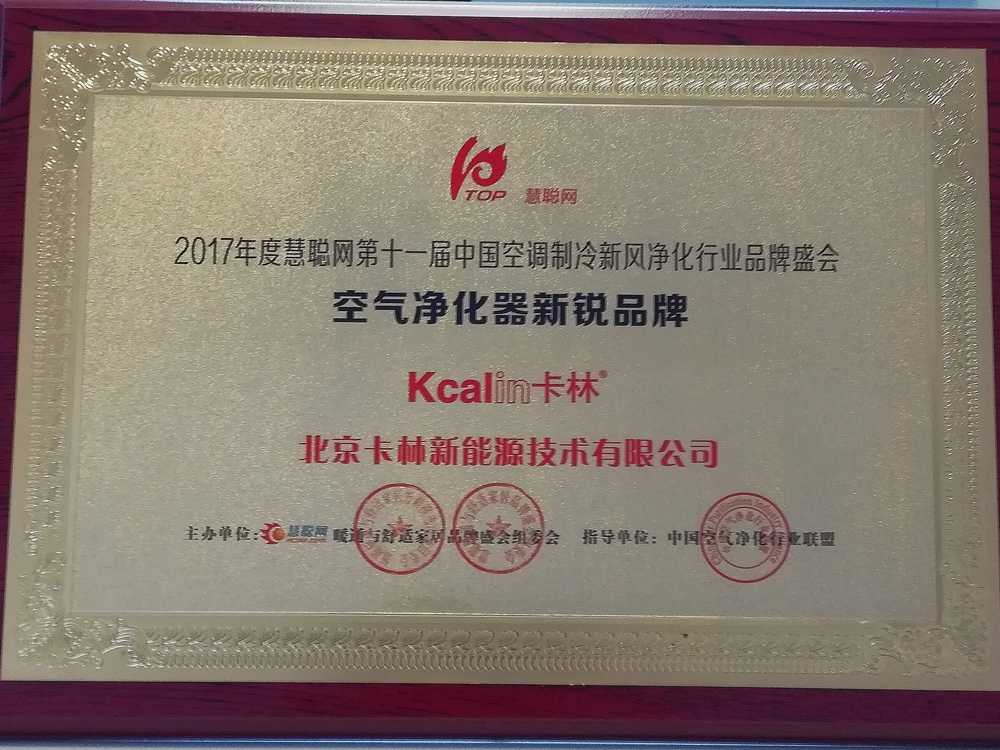 TOP 慧聪网
2017年度慧聪网第十一届中国空调制冷新风净化行业品牌盛会
空气净化器新锐品牌
Kcalin卡林®
北京卡林新能源技术有限公司
主办单位: 慧聪网 暖通与舒适家居品牌盛会组委会 指导单位: 中国空气净化行业联盟